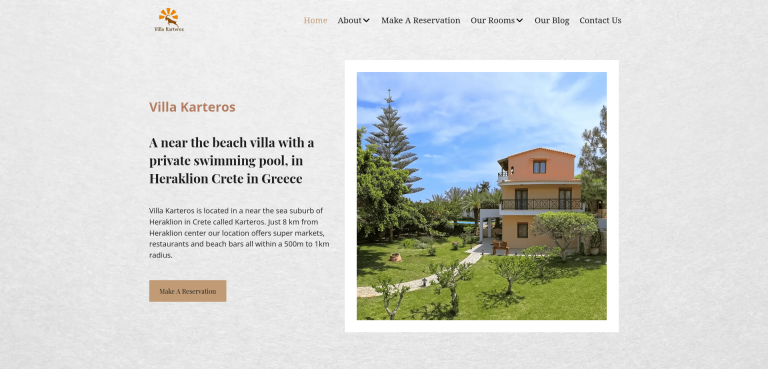 Villa Karteros
Home About Make A Reservation Our Rooms Our Blog Contact Us
Villa Karteros
A near the beach villa with a
private swimming pool, in
Heraklion Crete in Greece
Villa Karteros is located in a near the sea suburb of
Heraklion in Crete called Karteros. Just 8 km from
Heraklion center our location offers super markets,
restaurants and beach bars all within a 500m to 1km
radius.
Make A Reservation